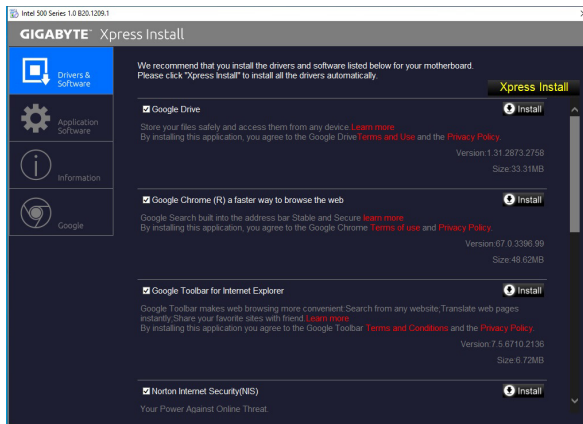 Intel 500 Series 1.0 B20.1209.1
GIGABYTE™ Xpress Install
We recommend that you install the drivers and software listed below for your motherboard.
Please click "Xpress Install" to install all the drivers automatically.
Xpress Install
Drivers &
Software
Application
Software
Information
Google
Google Drive
Install
Store your files safely and access them from any device.Learn more
By installing this application, you agree to the Google DriveTerms and Use and the Privacy Policy.
Version:1.31.2873.2758
Size:33.31MB
Google Chrome (R) a faster way to browse the web
Install
Google Search built into the address bar Stable and Secure learn more
By installing this application, you agree to the Google Chrome Terms of use and Privacy Policy.
Version:67.0.3396.99
Size:48.62MB
Google Toolbar for Internet Explorer
Install
Google Toolbar makes web browsing more convenient;Search from any website;Translate web pages
instantly;Share your favorite sites with friend.Learn more
By installing this application you agree to the Google Toolbar Terms and Conditions and the Privacy Policy.
Version:7.5.6710.2136
Size:6.72MB
Norton Internet Security(NIS)
Install
Your Power Against Online Threat.